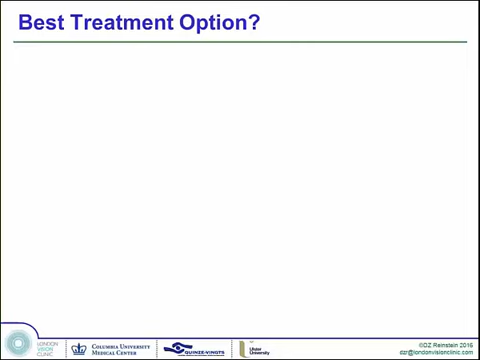 Best Treatment Option?
LONDON
VISION
CLINIC
COLUMBIA UNIVERSITY
MEDICAL CENTER
QUINZE-VINGTS
Ulster
University
©DZ Reinstein 2016
dzr@londonvisionclinic.com